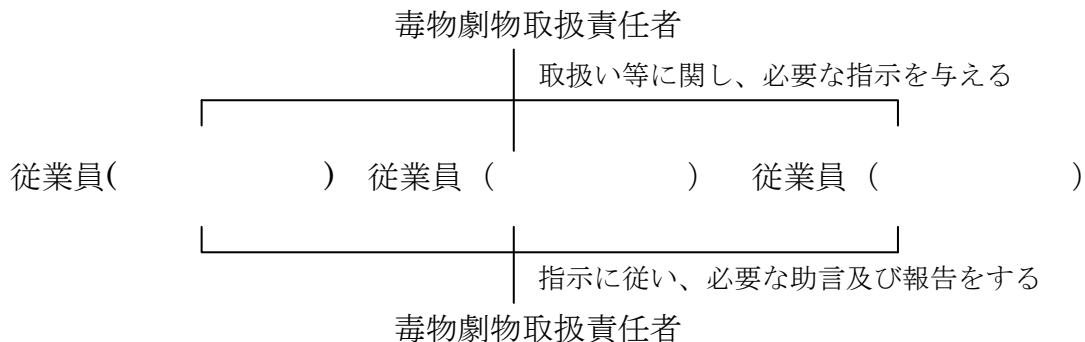 毒物劇物取扱責任者
取扱い等に関し、必要な指示を与える
従業員(　　　　　　　) 従業員（　　　　　　　） 従業員（　　　　　　　）
指示に従い、必要な助言及び報告をする
毒物劇物取扱責任者